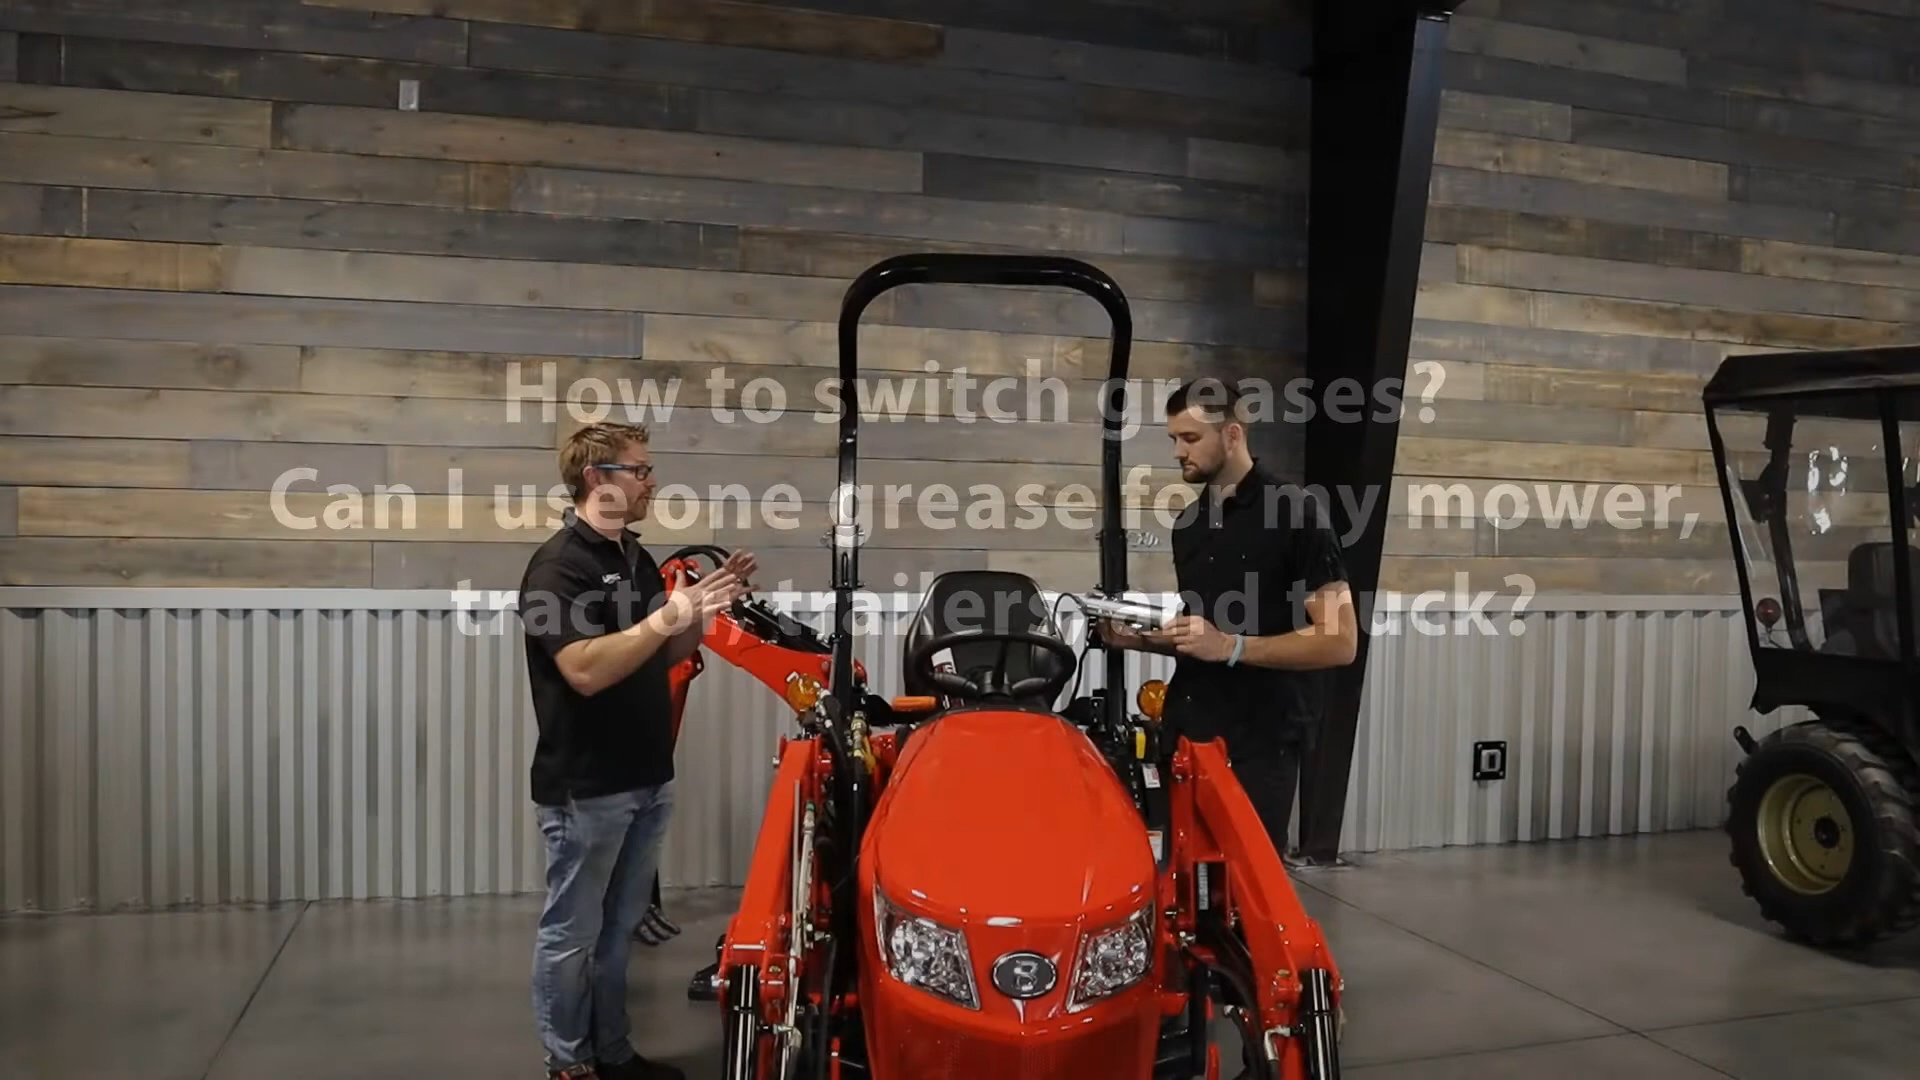 How to switch greases?
Can I use one grease for my mower,
tractor, trailers and truck?